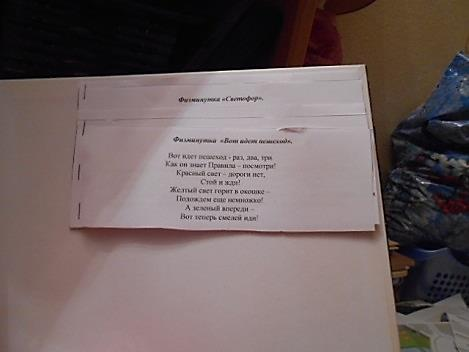 Физминутка «Светофор».
Физминутка «Вот идет пешеход».
Вот идет пешеход - раз, два, три
Как он знает Правила – посмотри!
Красный свет – дороги нет,
Стой и жди!
Желтый свет горит в окошке –
Подождем еще немножко!
А зеленый впереди –
Вот теперь смелей иди!